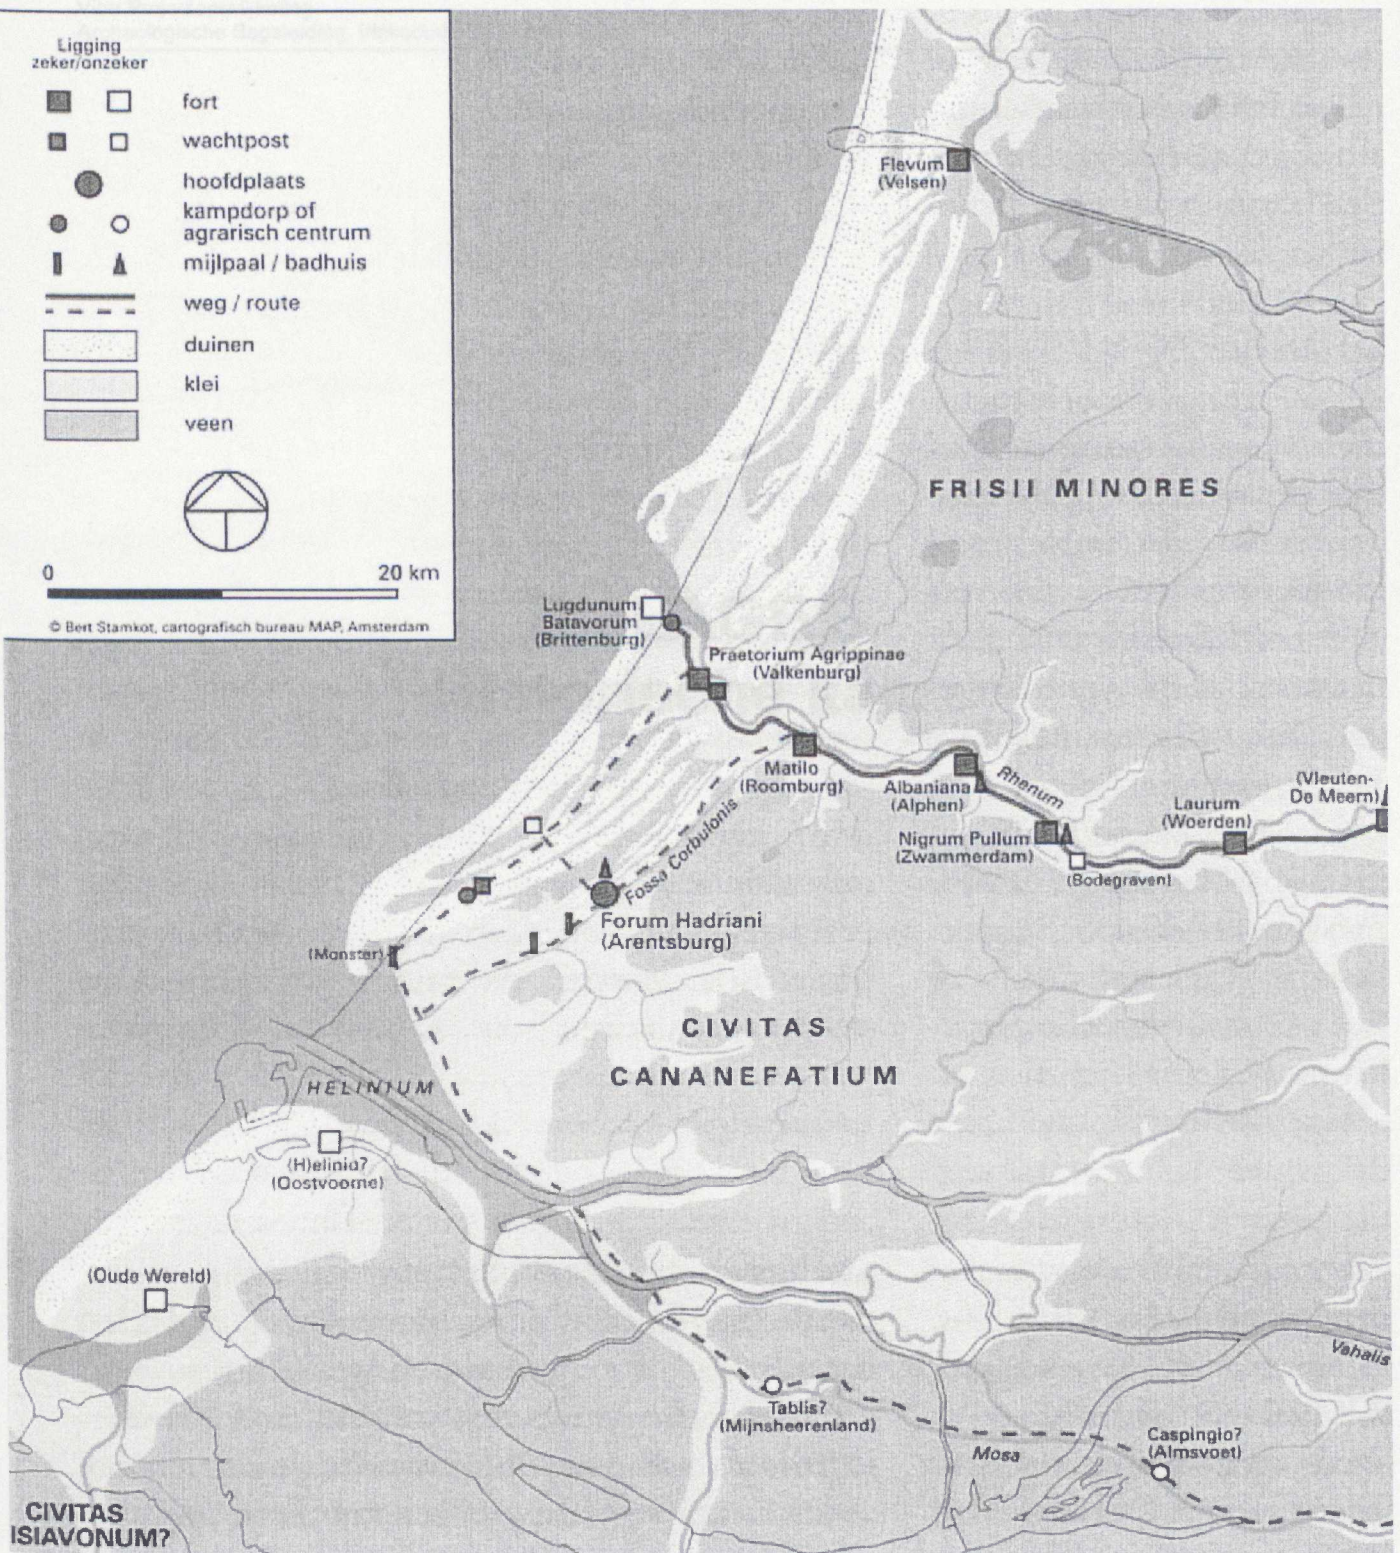 Ligging
zeker/onzeker
fort
wachtpost
hoofdplaats
kampdorp of
agrarisch centrum
mijlpaal / badhuis
weg / route
duinen
klei
veen
0 20 km
© Bert Stamkot, cartografisch bureau MAP, Amsterdam
Flevum
(Velsen)
FRISII MINORES
Lugdunum
Batavorum
(Brittenburg)
Praetorium Agrippinae
(Valkenburg)
Matilo
(Roomburg)
Albaniana
(Alphen)
Rhenum
Nigrum Pullum
(Zwammerdam)
(Bodegraven)
Laurum
(Woerden)
(Vleuten-
De Meern)
Fossa Corbulonis
Forum Hadriani
(Arentsburg)
(Monster)
CIVITAS
CANANEFATIUM
HELINIUM
(H)elinio?
(Oostvoorne)
(Oude Wereld)
Tablis?
(Mijnsheerenland)
Mosa
Vahalis
Caspingio?
(Almsvoet)
CIVITAS
ISIAVONUM?